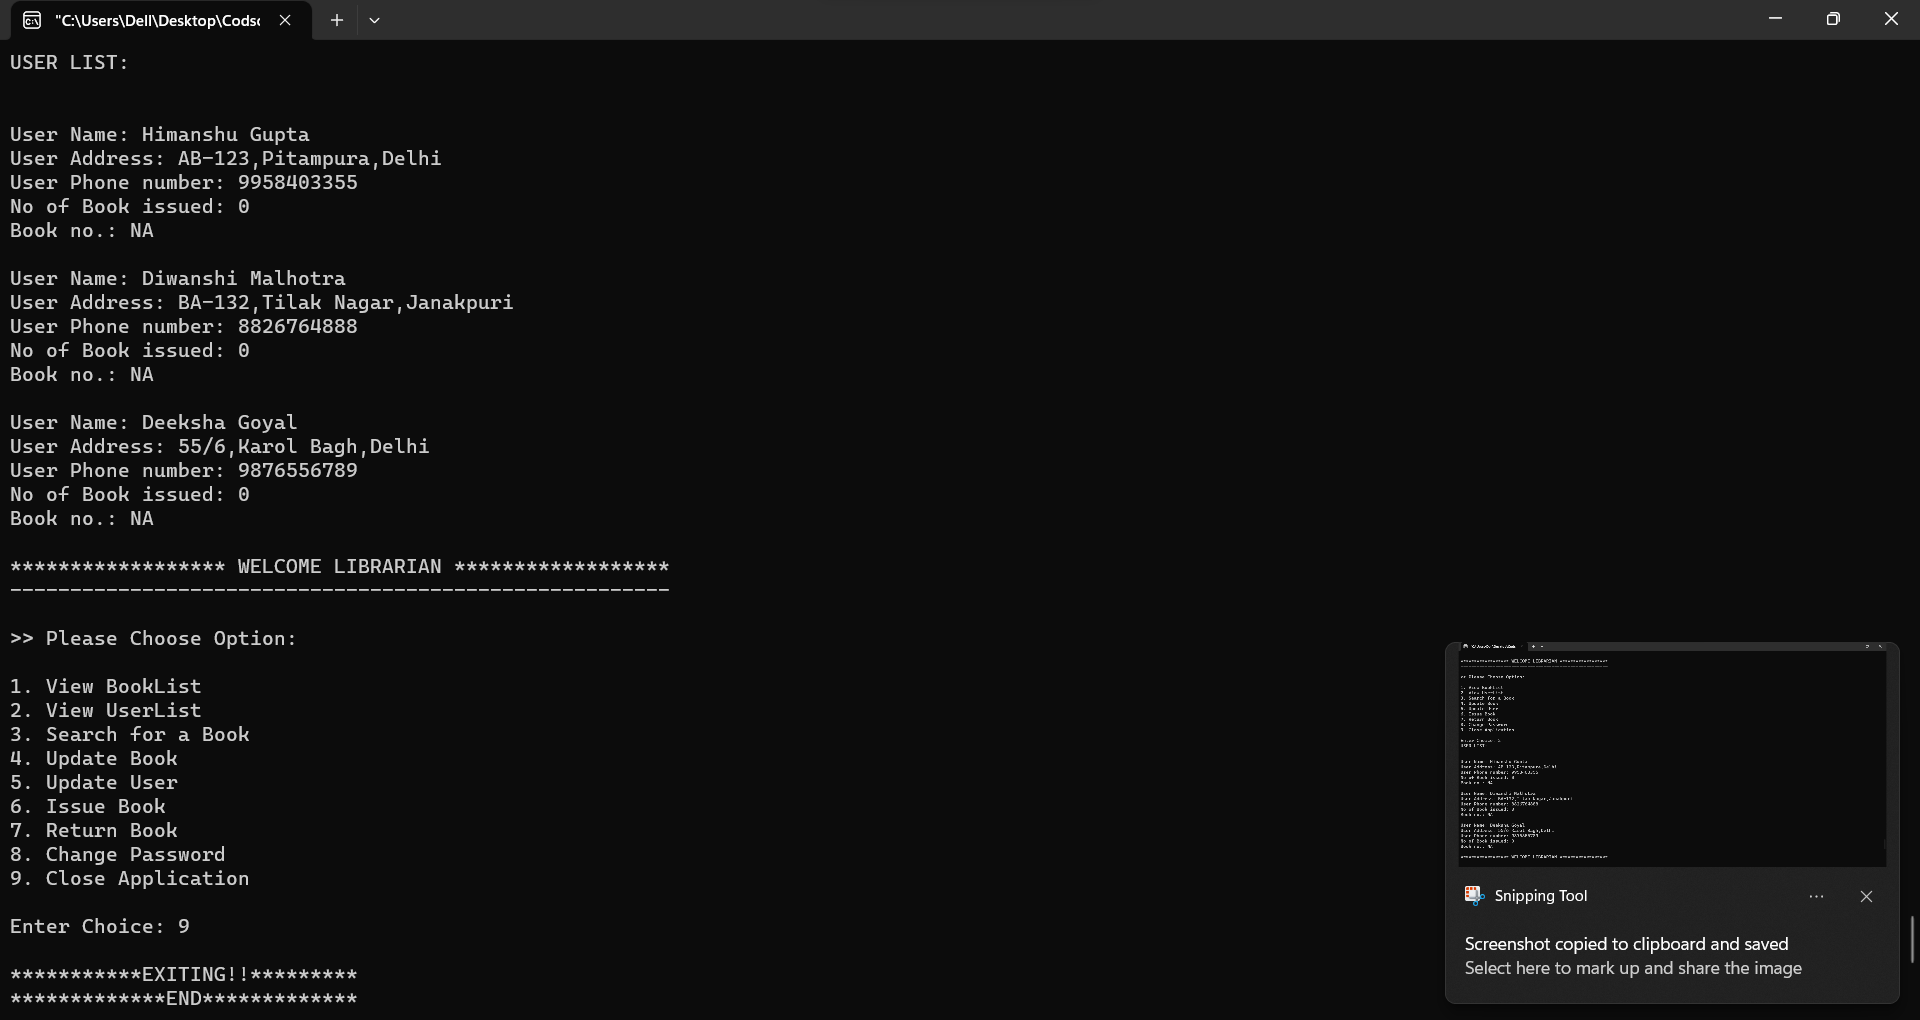 "C:\Users\Dell\Desktop\Codsc
USER LIST:
User Name: Himanshu Gupta
User Address: AB-123,Pitampura,Delhi
User Phone number: 9958403355
No of Book issued: 0
Book no.: NA
User Name: Diwanshi Malhotra
User Address: BA-132,Tilak Nagar,Janakpuri
User Phone number: 8826764888
No of Book issued: 0
Book no.: NA
User Name: Deeksha Goyal
User Address: 55/6,Karol Bagh,Delhi
User Phone number: 9876556789
No of Book issued: 0
Book no.: NA
****************** WELCOME LIBRARIAN ******************
-------------------------------------------------------
>> Please Choose Option:
1. View BookList
2. View UserList
3. Search for a Book
4. Update Book
5. Update User
6. Issue Book
7. Return Book
8. Change Password
9. Close Application
Enter Choice: 9
***********EXITING!!*********
*************END*************
Snipping Tool
Screenshot copied to clipboard and saved
Select here to mark up and share the image